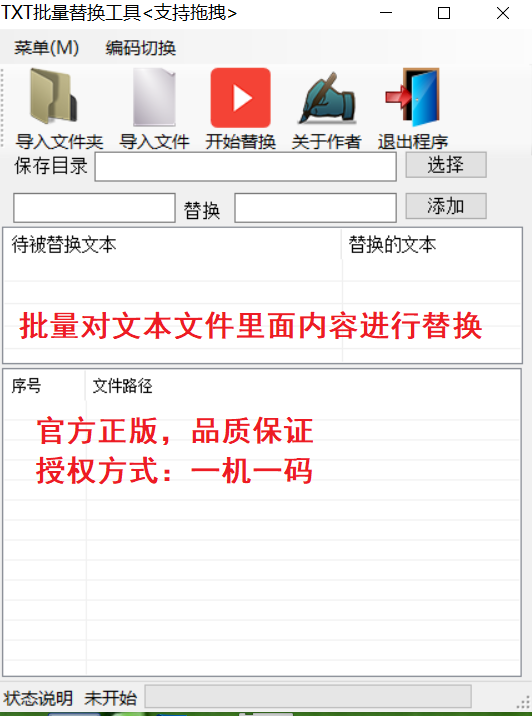 TXT批量替换工具<支持拖拽>
菜单(M) 编码切换
导入文件夹 导入文件 开始替换 关于作者 退出程序
保存目录 选择
替换 添加
待被替换文本 替换的文本
批量对文本文件里面内容进行替换
序号 文件路径
官方正版，品质保证
授权方式：一机一码
状态说明 未开始